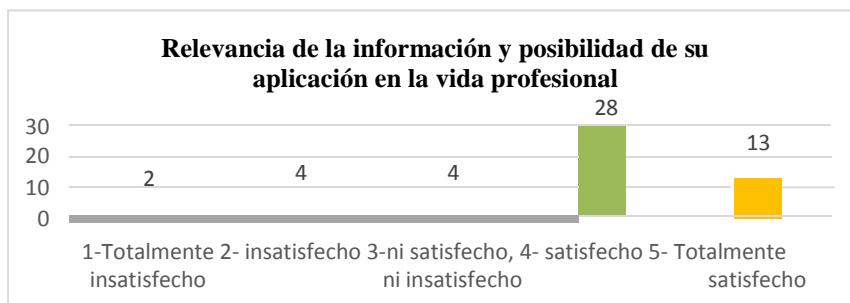 Relevancia de la información y posibilidad de su
aplicación en la vida profesional
28
30
13
20
2
4
4
10
0
1-Totalmente 2- insatisfecho 3-ni satisfecho, 4- satisfecho 5- Totalmente
insatisfecho ni insatisfecho satisfecho